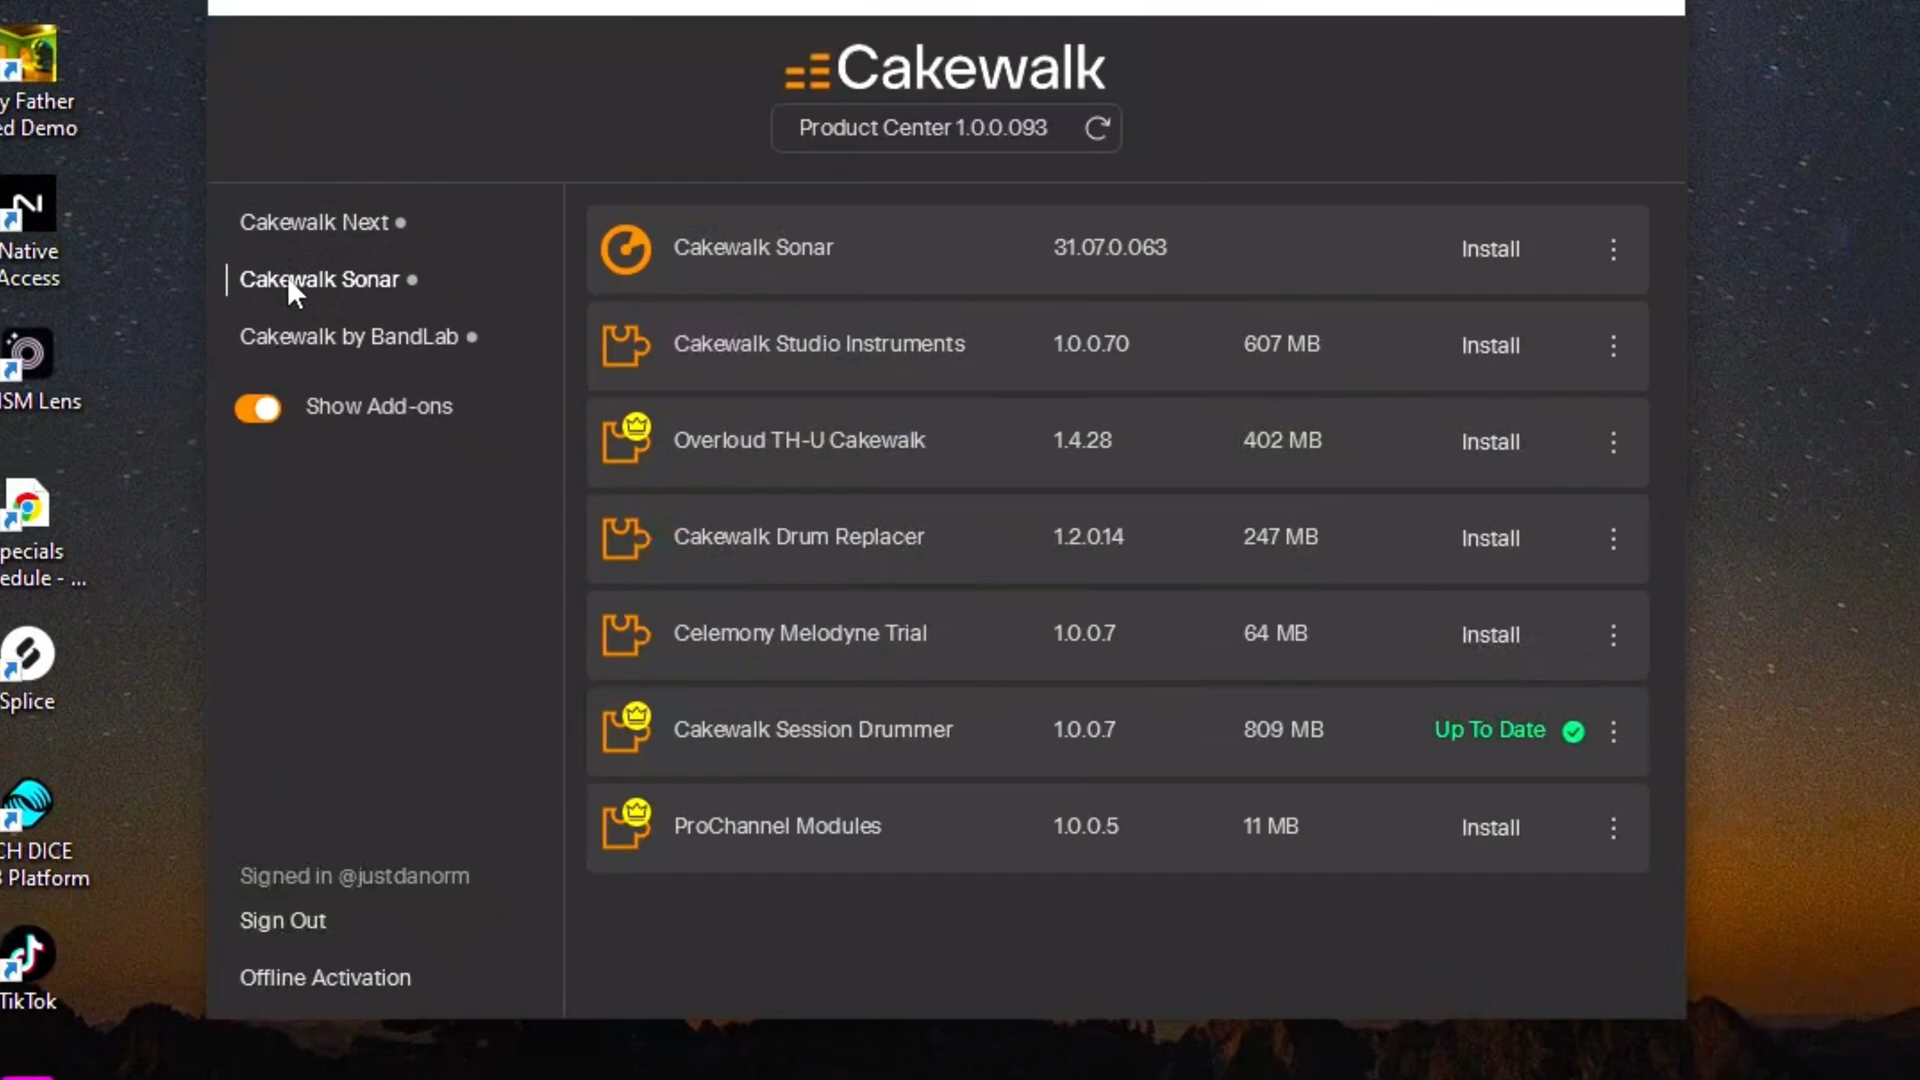 Cakewalk
Product Center 1.0.0.093
Cakewalk Next
Cakewalk Sonar
Cakewalk by BandLab
Show Add-ons
Signed in @justdanorm
Sign Out
Offline Activation
Cakewalk Sonar 31.07.0.063 Install
Cakewalk Studio Instruments 1.0.0.70 607 MB Install
Overloud TH-U Cakewalk 1.4.28 402 MB Install
Cakewalk Drum Replacer 1.2.0.14 247 MB Install
Celemony Melodyne Trial 1.0.0.7 64 MB Install
Cakewalk Session Drummer 1.0.0.7 809 MB Up To Date
ProChannel Modules 1.0.0.5 11 MB Install
y Father
ed Demo
Native
Access
ISM Lens
pecials
edule - ...
Splice
CH DICE
3 Platform
TikTok